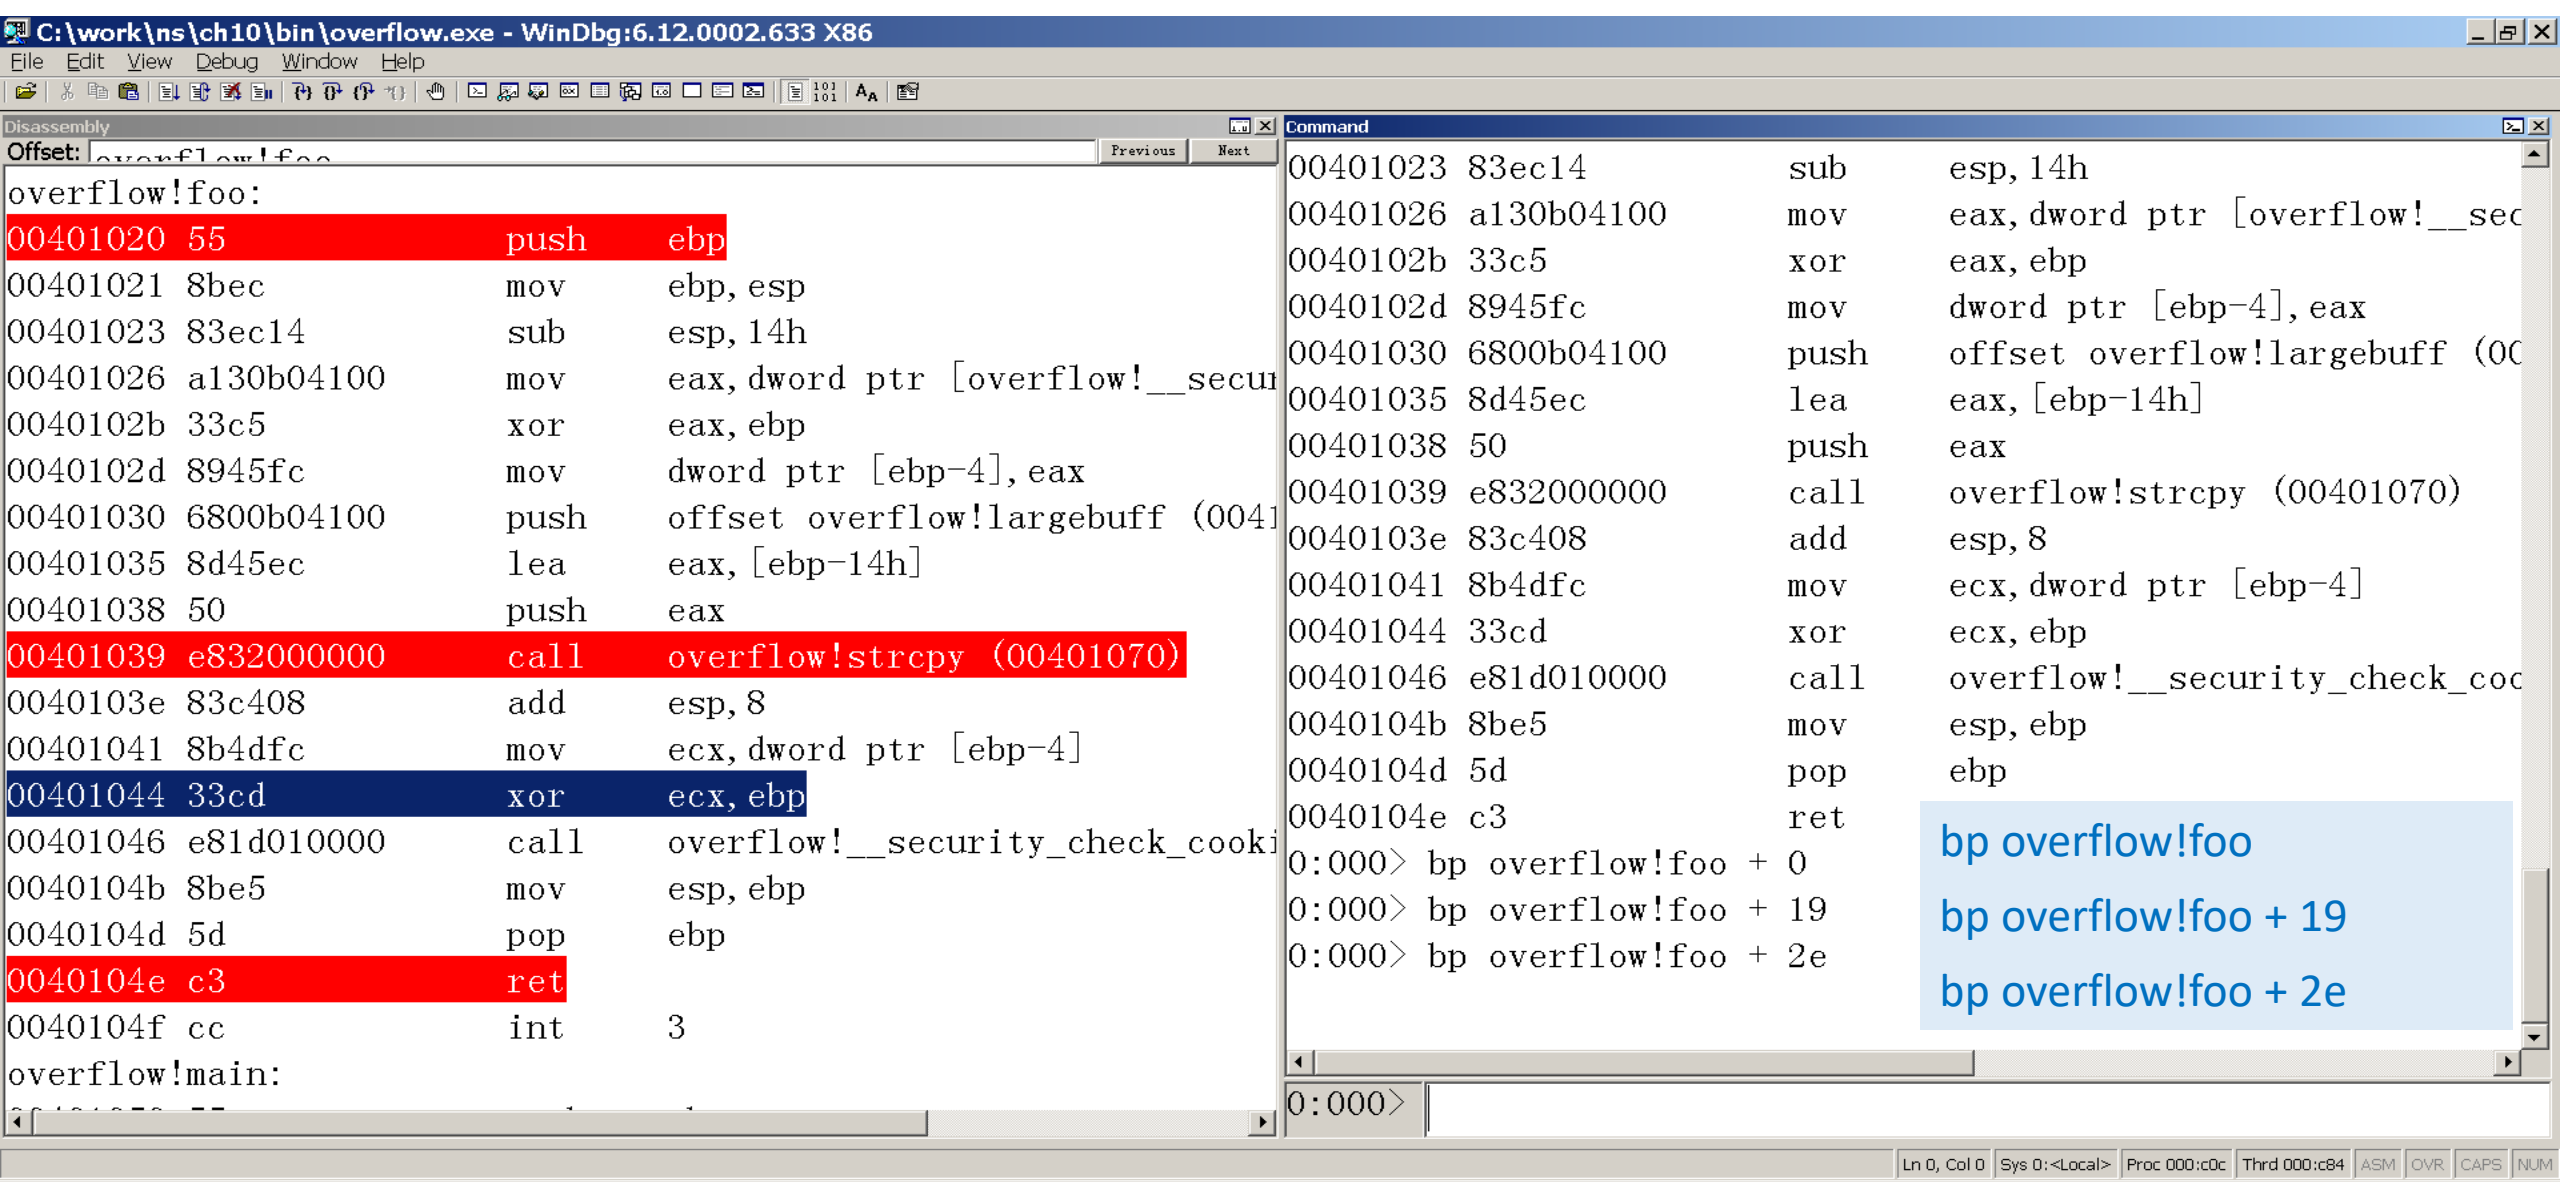 C:\work\ns\ch10\bin\overflow.exe - WinDbg:6.12.0002.633 X86
File Edit View Debug Window Help
Disassembly
Offset: overflow!foo
Previous Next
overflow!foo:
00401020 55 push ebp
00401021 8bec mov ebp,esp
00401023 83ec14 sub esp,14h
00401026 a130b04100 mov eax,dword ptr [overflow!__secur
0040102b 33c5 xor eax,ebp
0040102d 8945fc mov dword ptr [ebp-4],eax
00401030 6800b04100 push offset overflow!largebuff (0041
00401035 8d45ec lea eax,[ebp-14h]
00401038 50 push eax
00401039 e832000000 call overflow!strcpy (00401070)
0040103e 83c408 add esp,8
00401041 8b4dfc mov ecx,dword ptr [ebp-4]
00401044 33cd xor ecx,ebp
00401046 e81d010000 call overflow!__security_check_cooki
0040104b 8be5 mov esp,ebp
0040104d 5d pop ebp
0040104e c3 ret
0040104f cc int 3
overflow!main:
Command
00401023 83ec14 sub esp,14h
00401026 a130b04100 mov eax,dword ptr [overflow!__sec
0040102b 33c5 xor eax,ebp
0040102d 8945fc mov dword ptr [ebp-4],eax
00401030 6800b04100 push offset overflow!largebuff (00
00401035 8d45ec lea eax,[ebp-14h]
00401038 50 push eax
00401039 e832000000 call overflow!strcpy (00401070)
0040103e 83c408 add esp,8
00401041 8b4dfc mov ecx,dword ptr [ebp-4]
00401044 33cd xor ecx,ebp
00401046 e81d010000 call overflow!__security_check_coo
0040104b 8be5 mov esp,ebp
0040104d 5d pop ebp
0040104e c3 ret
0:000> bp overflow!foo + 0
0:000> bp overflow!foo + 19
0:000> bp overflow!foo + 2e
bp overflow!foo
bp overflow!foo + 19
bp overflow!foo + 2e
0:000>
Ln 0, Col 0 Sys 0:<Local> Proc 000:c0c Thrd 000:c84 ASM OVR CAPS NUM